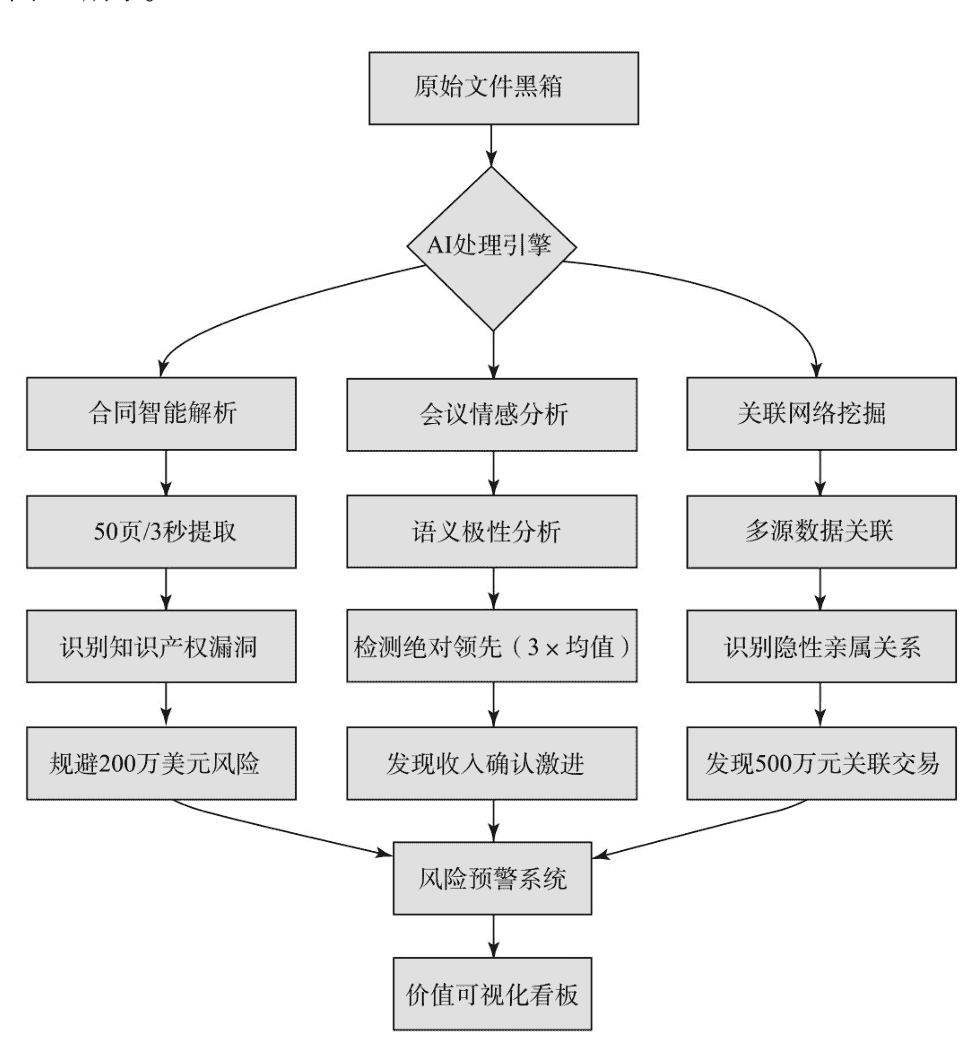 原始文件黑箱
AI处理引擎
合同智能解析
会议情感分析
关联网络挖掘
50页/3秒提取
语义极性分析
多源数据关联
识别知识产权漏洞
检测绝对领先（3×均值）
识别隐性亲属关系
规避200万美元风险
发现收入确认激进
发现500万元关联交易
风险预警系统
价值可视化看板